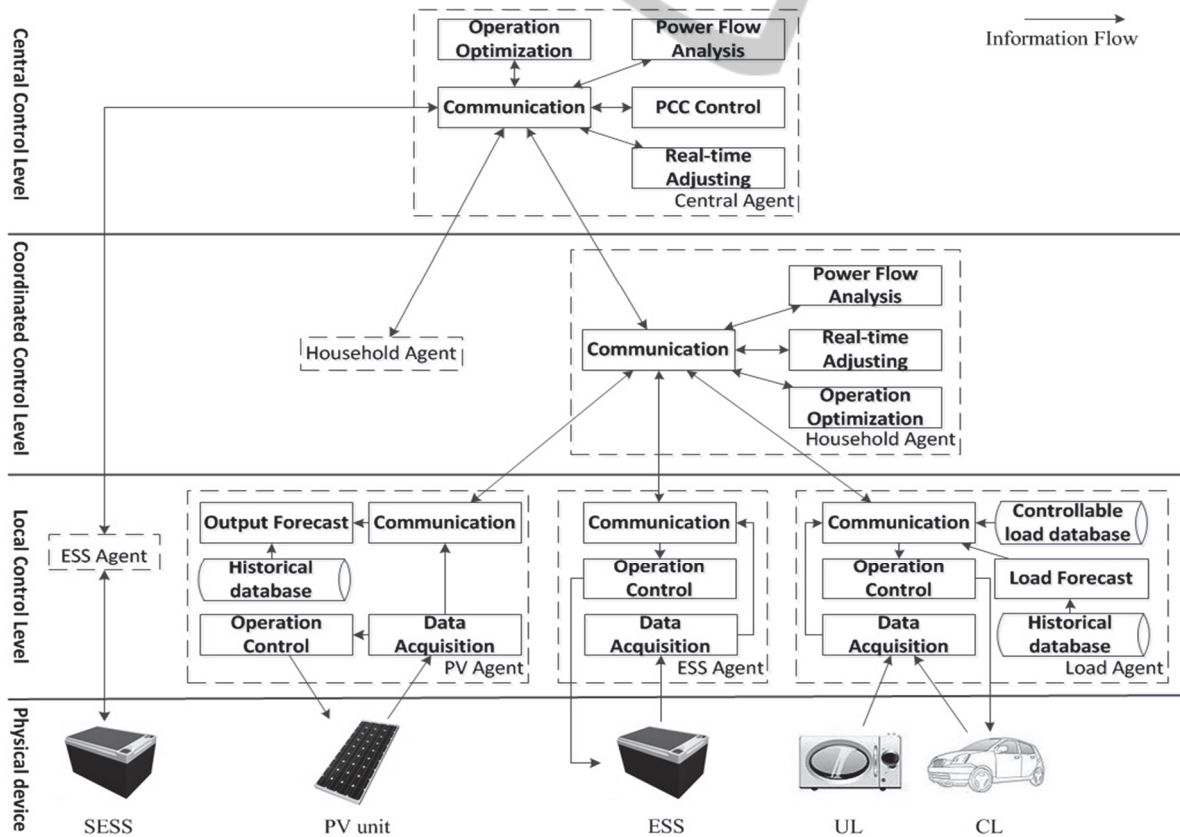 Central Control Level
Operation
Optimization
Power Flow
Analysis
Communication
PCC Control
Real-time
Adjusting
Central Agent
Information Flow
Coordinated Control Level
Household Agent
Communication
Power Flow
Analysis
Real-time
Adjusting
Operation
Optimization
Household Agent
Local Control Level
ESS Agent
Output Forecast
Communication
Historical
database
Operation
Control
Data
Acquisition
PV Agent
Communication
Operation
Control
Data
Acquisition
ESS Agent
Communication
Controllable
load database
Operation
Control
Load Forecast
Data
Acquisition
Historical
database
Load Agent
Physical device
SESS
PV unit
ESS
UL
CL